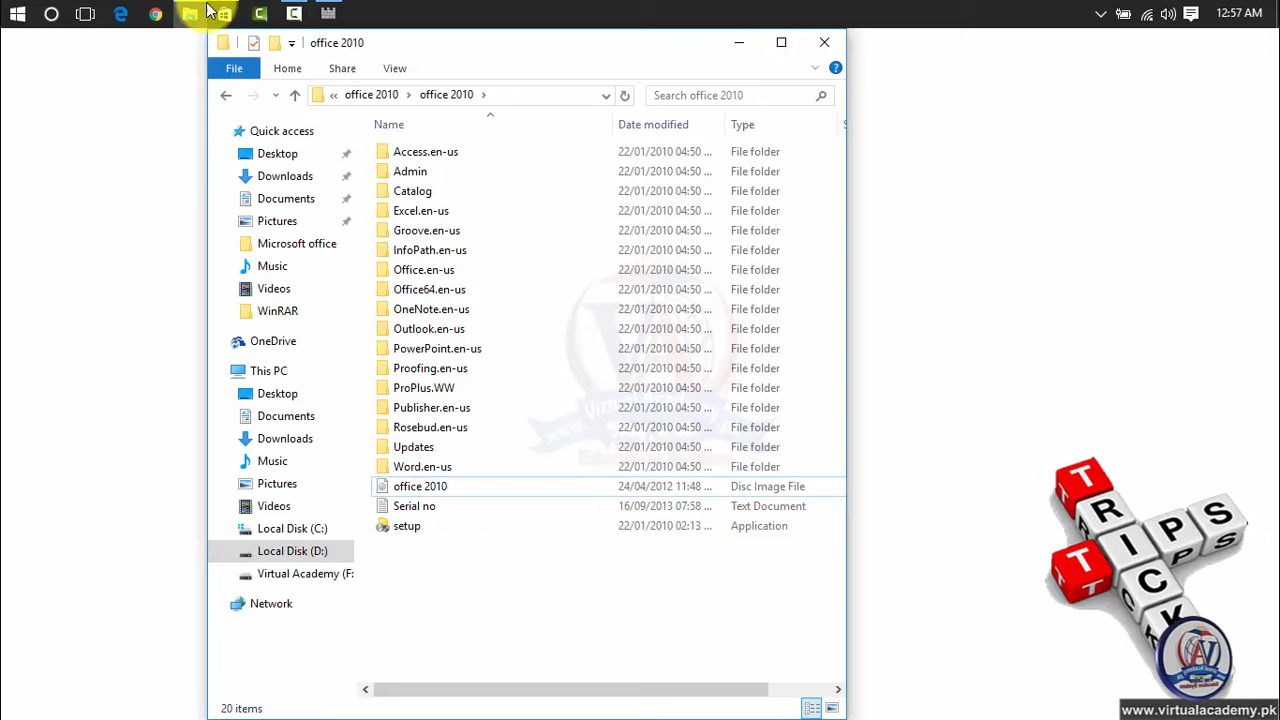 12:57 AM
office 2010
File Home Share View
« office 2010 › office 2010 ›
Search office 2010
Name Date modified Type
Quick access
Desktop
Downloads
Documents
Pictures
Microsoft office
Music
Videos
WinRAR
OneDrive
This PC
Desktop
Documents
Downloads
Music
Pictures
Videos
Local Disk (C:)
Local Disk (D:)
Virtual Academy (F:
Network
Access.en-us 22/01/2010 04:50 ... File folder
Admin 22/01/2010 04:50 ... File folder
Catalog 22/01/2010 04:50 ... File folder
Excel.en-us 22/01/2010 04:50 ... File folder
Groove.en-us 22/01/2010 04:50 ... File folder
InfoPath.en-us 22/01/2010 04:50 ... File folder
Office.en-us 22/01/2010 04:50 ... File folder
Office64.en-us 22/01/2010 04:50 ... File folder
OneNote.en-us 22/01/2010 04:50 ... File folder
Outlook.en-us 22/01/2010 04:50 ... File folder
PowerPoint.en-us 22/01/2010 04:50 ... File folder
Proofing.en-us 22/01/2010 04:50 ... File folder
ProPlus.WW 22/01/2010 04:50 ... File folder
Publisher.en-us 22/01/2010 04:50 ... File folder
Rosebud.en-us 22/01/2010 04:50 ... File folder
Updates 22/01/2010 04:50 ... File folder
Word.en-us 22/01/2010 04:50 ... File folder
office 2010 24/04/2012 11:48 ... Disc Image File
Serial no 16/09/2013 07:58 ... Text Document
setup 22/01/2010 02:13 ... Application
20 items
TRICK
TIPS
www.virtualacademy.pk